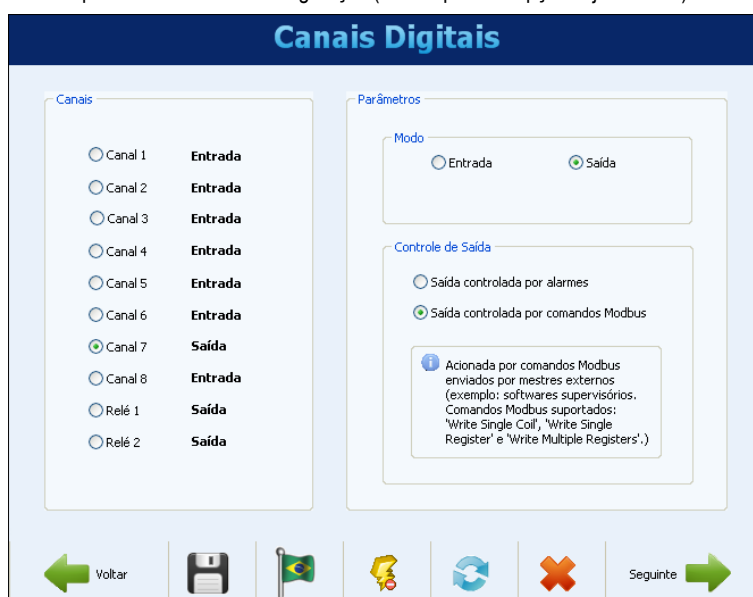 Canais Digitais
Canais
Canal 1 Entrada
Canal 2 Entrada
Canal 3 Entrada
Canal 4 Entrada
Canal 5 Entrada
Canal 6 Entrada
Canal 7 Saída
Canal 8 Entrada
Relé 1 Saída
Relé 2 Saída
Parâmetros
Modo
Entrada Saída
Controle de Saída
Saída controlada por alarmes
Saída controlada por comandos Modbus
Acionada por comandos Modbus
enviados por mestres externos
(exemplo: softwares supervisórios.
Comandos Modbus suportados:
'Write Single Coil', 'Write Single
Register' e 'Write Multiple Registers'.)
Voltar
Seguinte